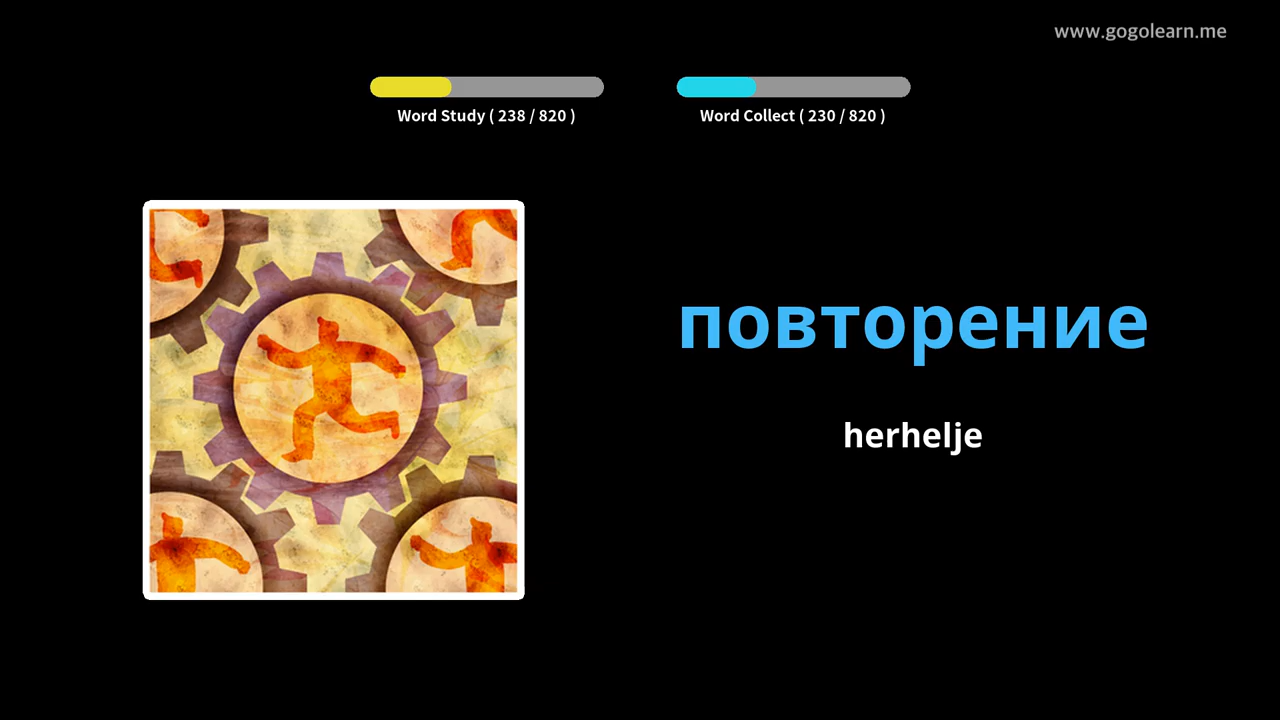 www.gogolearn.me
Word Study ( 238 / 820 )
Word Collect ( 230 / 820 )
повторение
herhelje